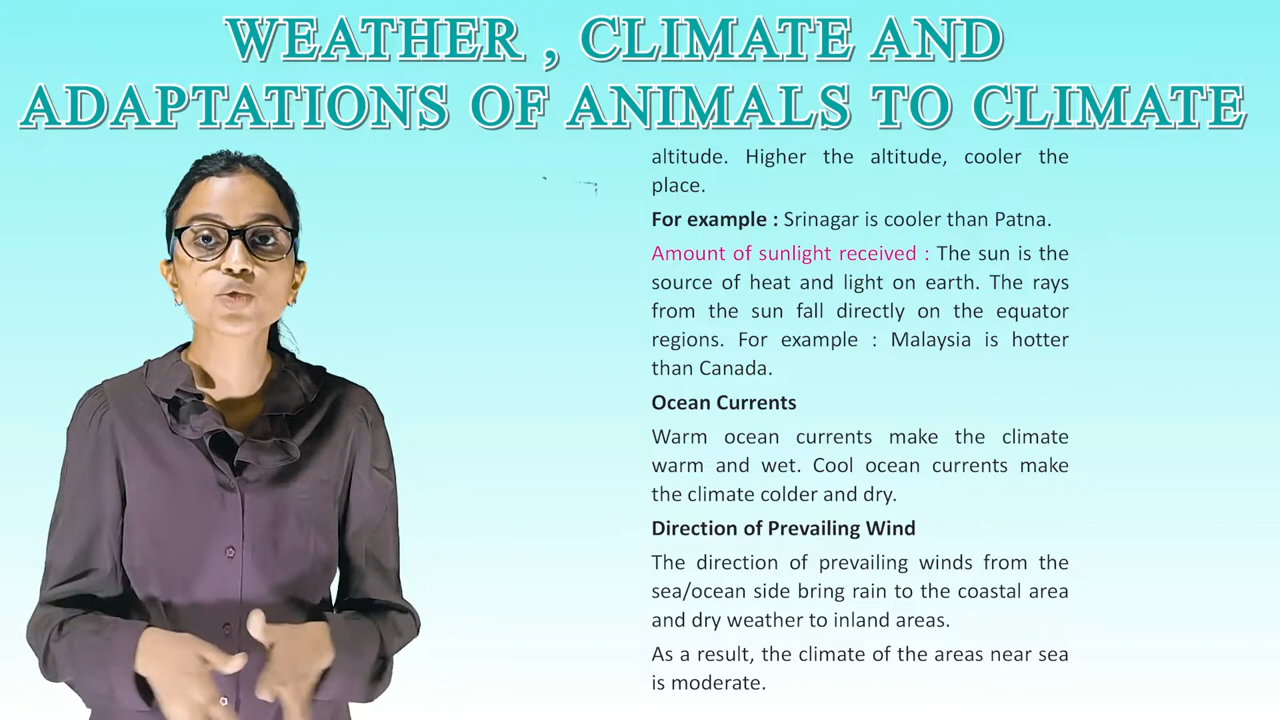 WEATHER , CLIMATE AND
ADAPTATIONS OF ANIMALS TO CLIMATE
altitude. Higher the altitude, cooler the
place.
For example : Srinagar is cooler than Patna.
Amount of sunlight received : The sun is the
source of heat and light on earth. The rays
from the sun fall directly on the equator
regions. For example : Malaysia is hotter
than Canada.
Ocean Currents
Warm ocean currents make the climate
warm and wet. Cool ocean currents make
the climate colder and dry.
Direction of Prevailing Wind
The direction of prevailing winds from the
sea/ocean side bring rain to the coastal area
and dry weather to inland areas.
As a result, the climate of the areas near sea
is moderate.